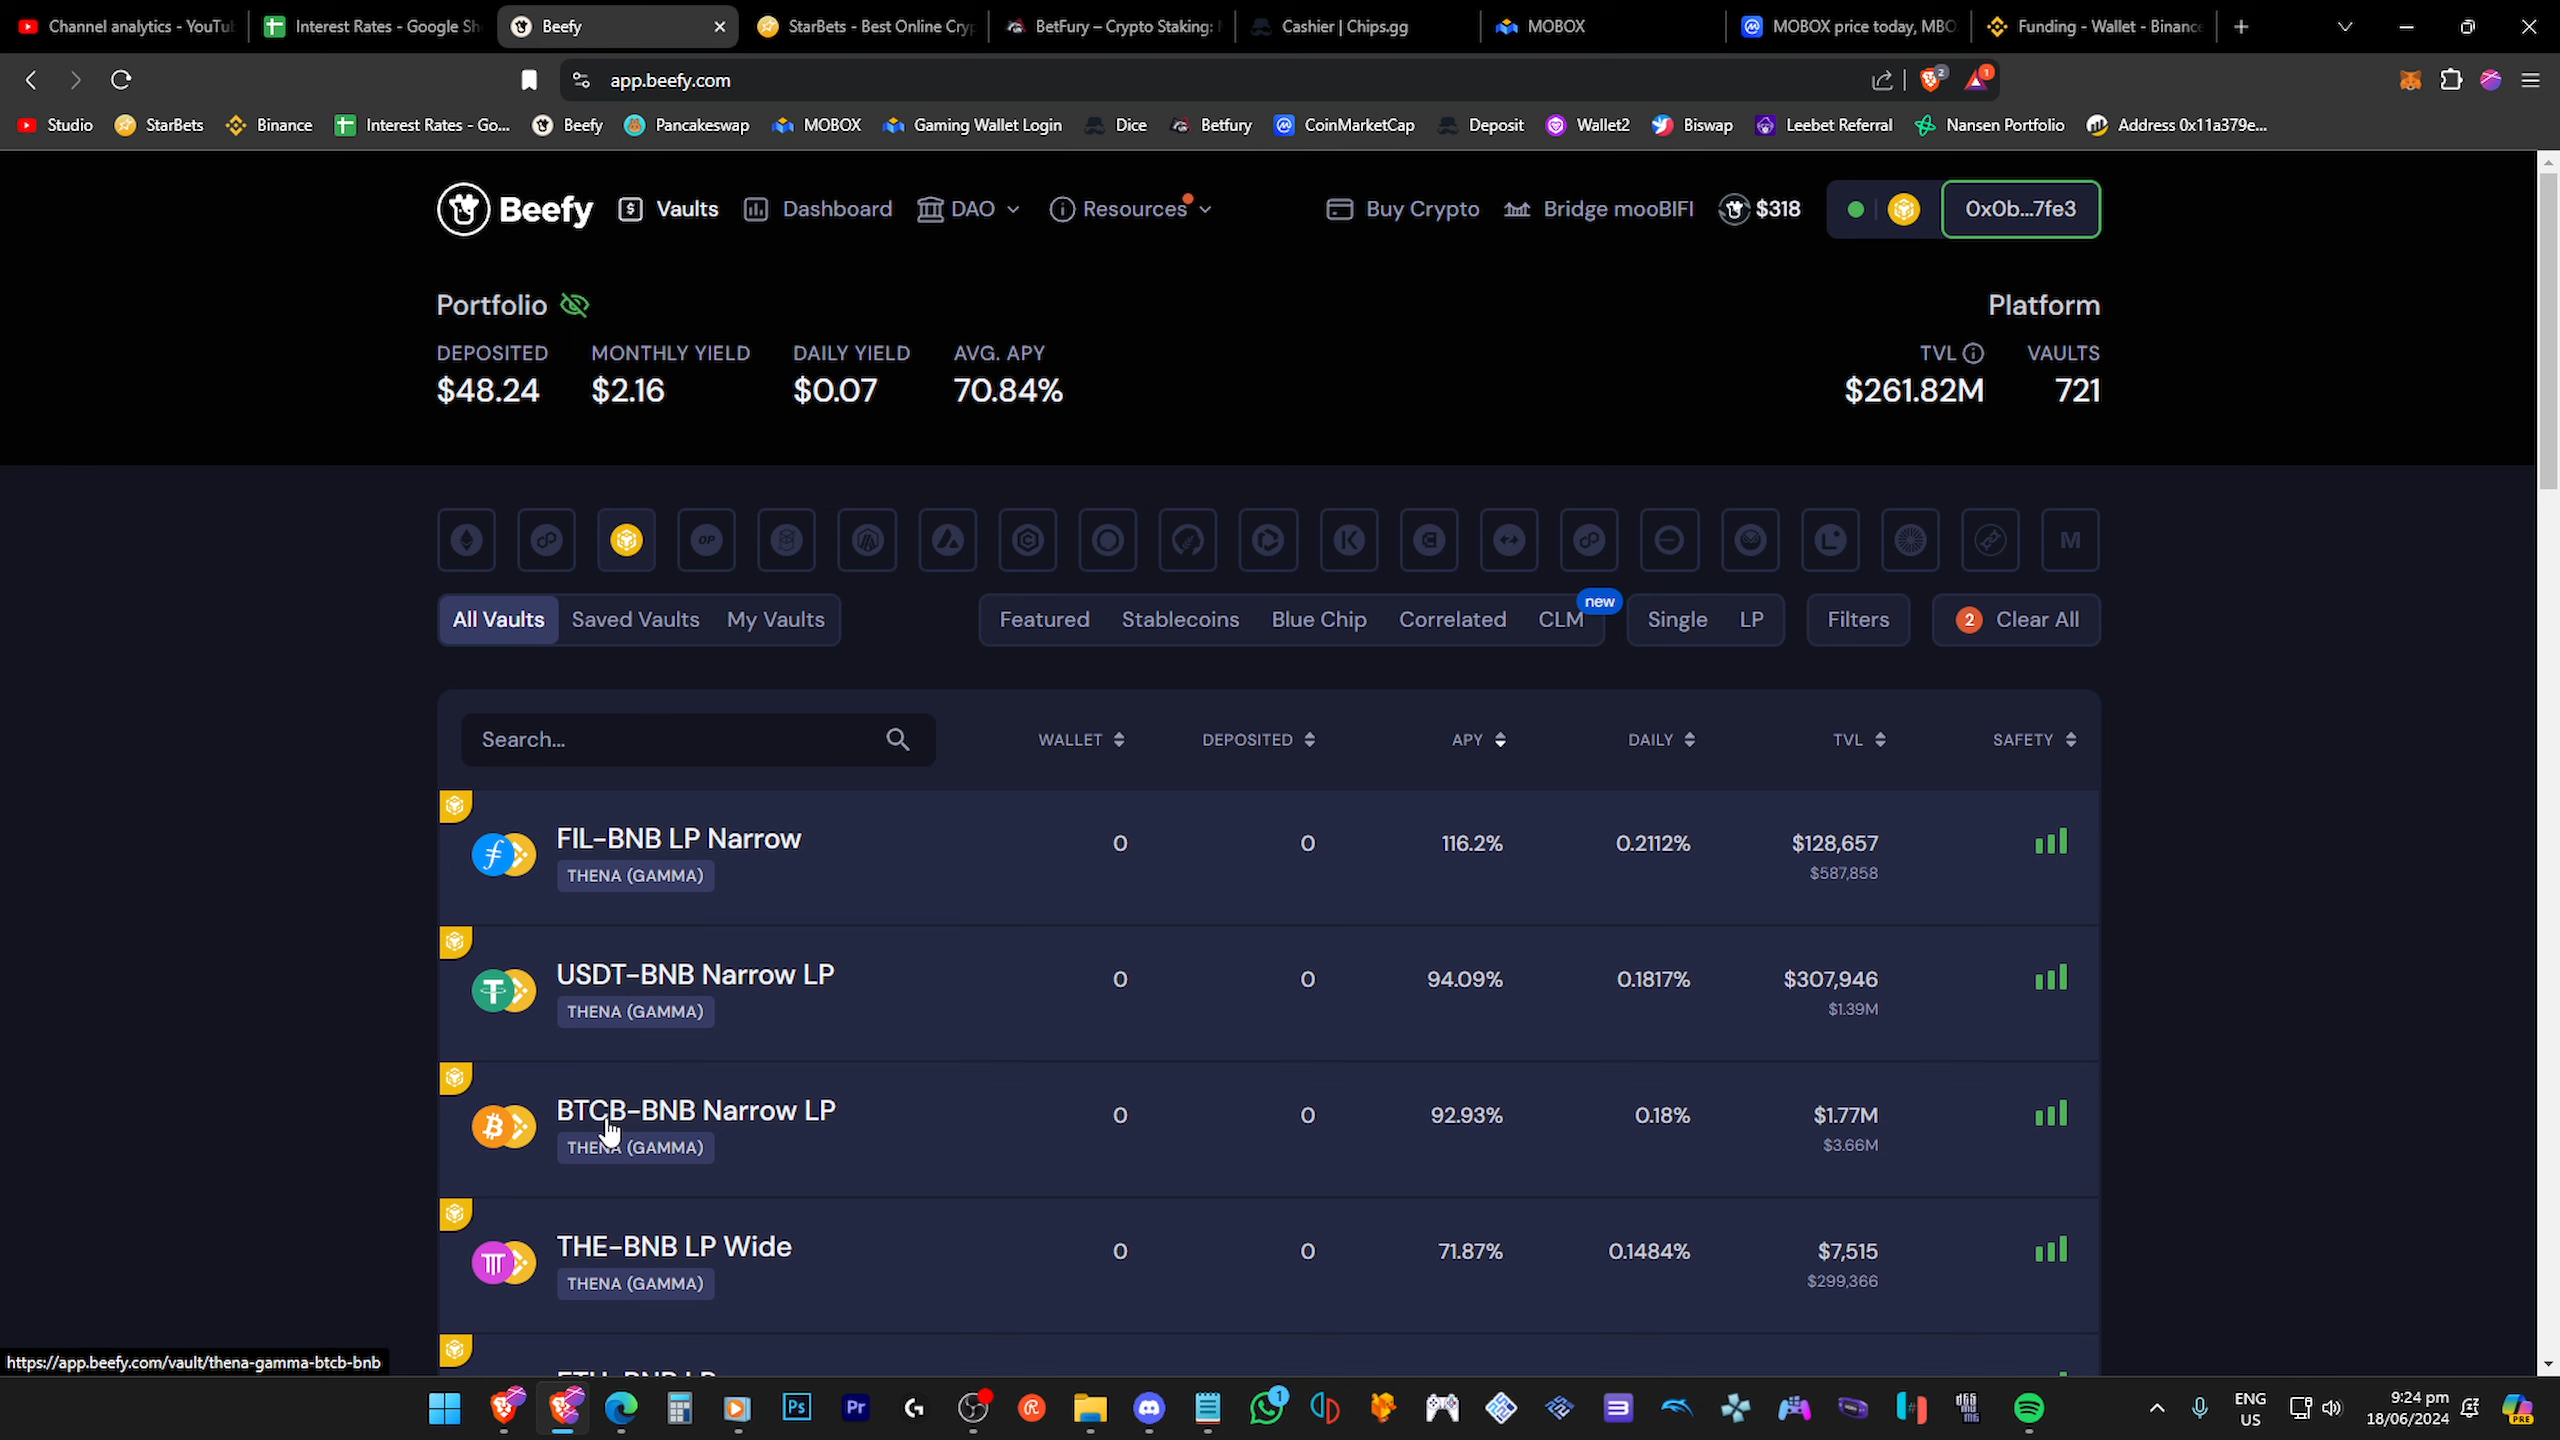 Channel analytics - YouTu
Interest Rates - Google Sh
Beefy
StarBets - Best Online Cryp
BetFury – Crypto Staking:
Cashier | Chips.gg
MOBOX
MOBOX price today, MBO
Funding - Wallet - Binance
app.beefy.com
2
1
Studio
StarBets
Binance
Interest Rates - Go...
Beefy
Pancakeswap
MOBOX
Gaming Wallet Login
Dice
Betfury
CoinMarketCap
Deposit
Wallet2
Biswap
Leebet Referral
Nansen Portfolio
Address 0x11a379e...
Beefy
Vaults
Dashboard
DAO
Resources
Buy Crypto
Bridge mooBIFI
$318
0x0b...7fe3
Portfolio
Platform
DEPOSITED
MONTHLY YIELD
DAILY YIELD
AVG. APY
TVL
VAULTS
$48.24
$2.16
$0.07
70.84%
$261.82M
721
OP
M
All Vaults
Saved Vaults
My Vaults
Featured
Stablecoins
Blue Chip
Correlated
CLM
new
Single
LP
Filters
2
Clear All
Search...
WALLET
DEPOSITED
APY
DAILY
TVL
SAFETY
FIL-BNB LP Narrow
THENA (GAMMA)
0
0
116.2%
0.2112%
$128,657
$587,858
USDT-BNB Narrow LP
THENA (GAMMA)
0
0
94.09%
0.1817%
$307,946
$1.39M
BTCB-BNB Narrow LP
THENA (GAMMA)
0
0
92.93%
0.18%
$1.77M
$3.66M
THE-BNB LP Wide
THENA (GAMMA)
0
0
71.87%
0.1484%
$7,515
$299,366
https://app.beefy.com/vault/thena-gamma-btcb-bnb
Ps
Pr
1
ENG
US
9:24 pm
18/06/2024
PRE